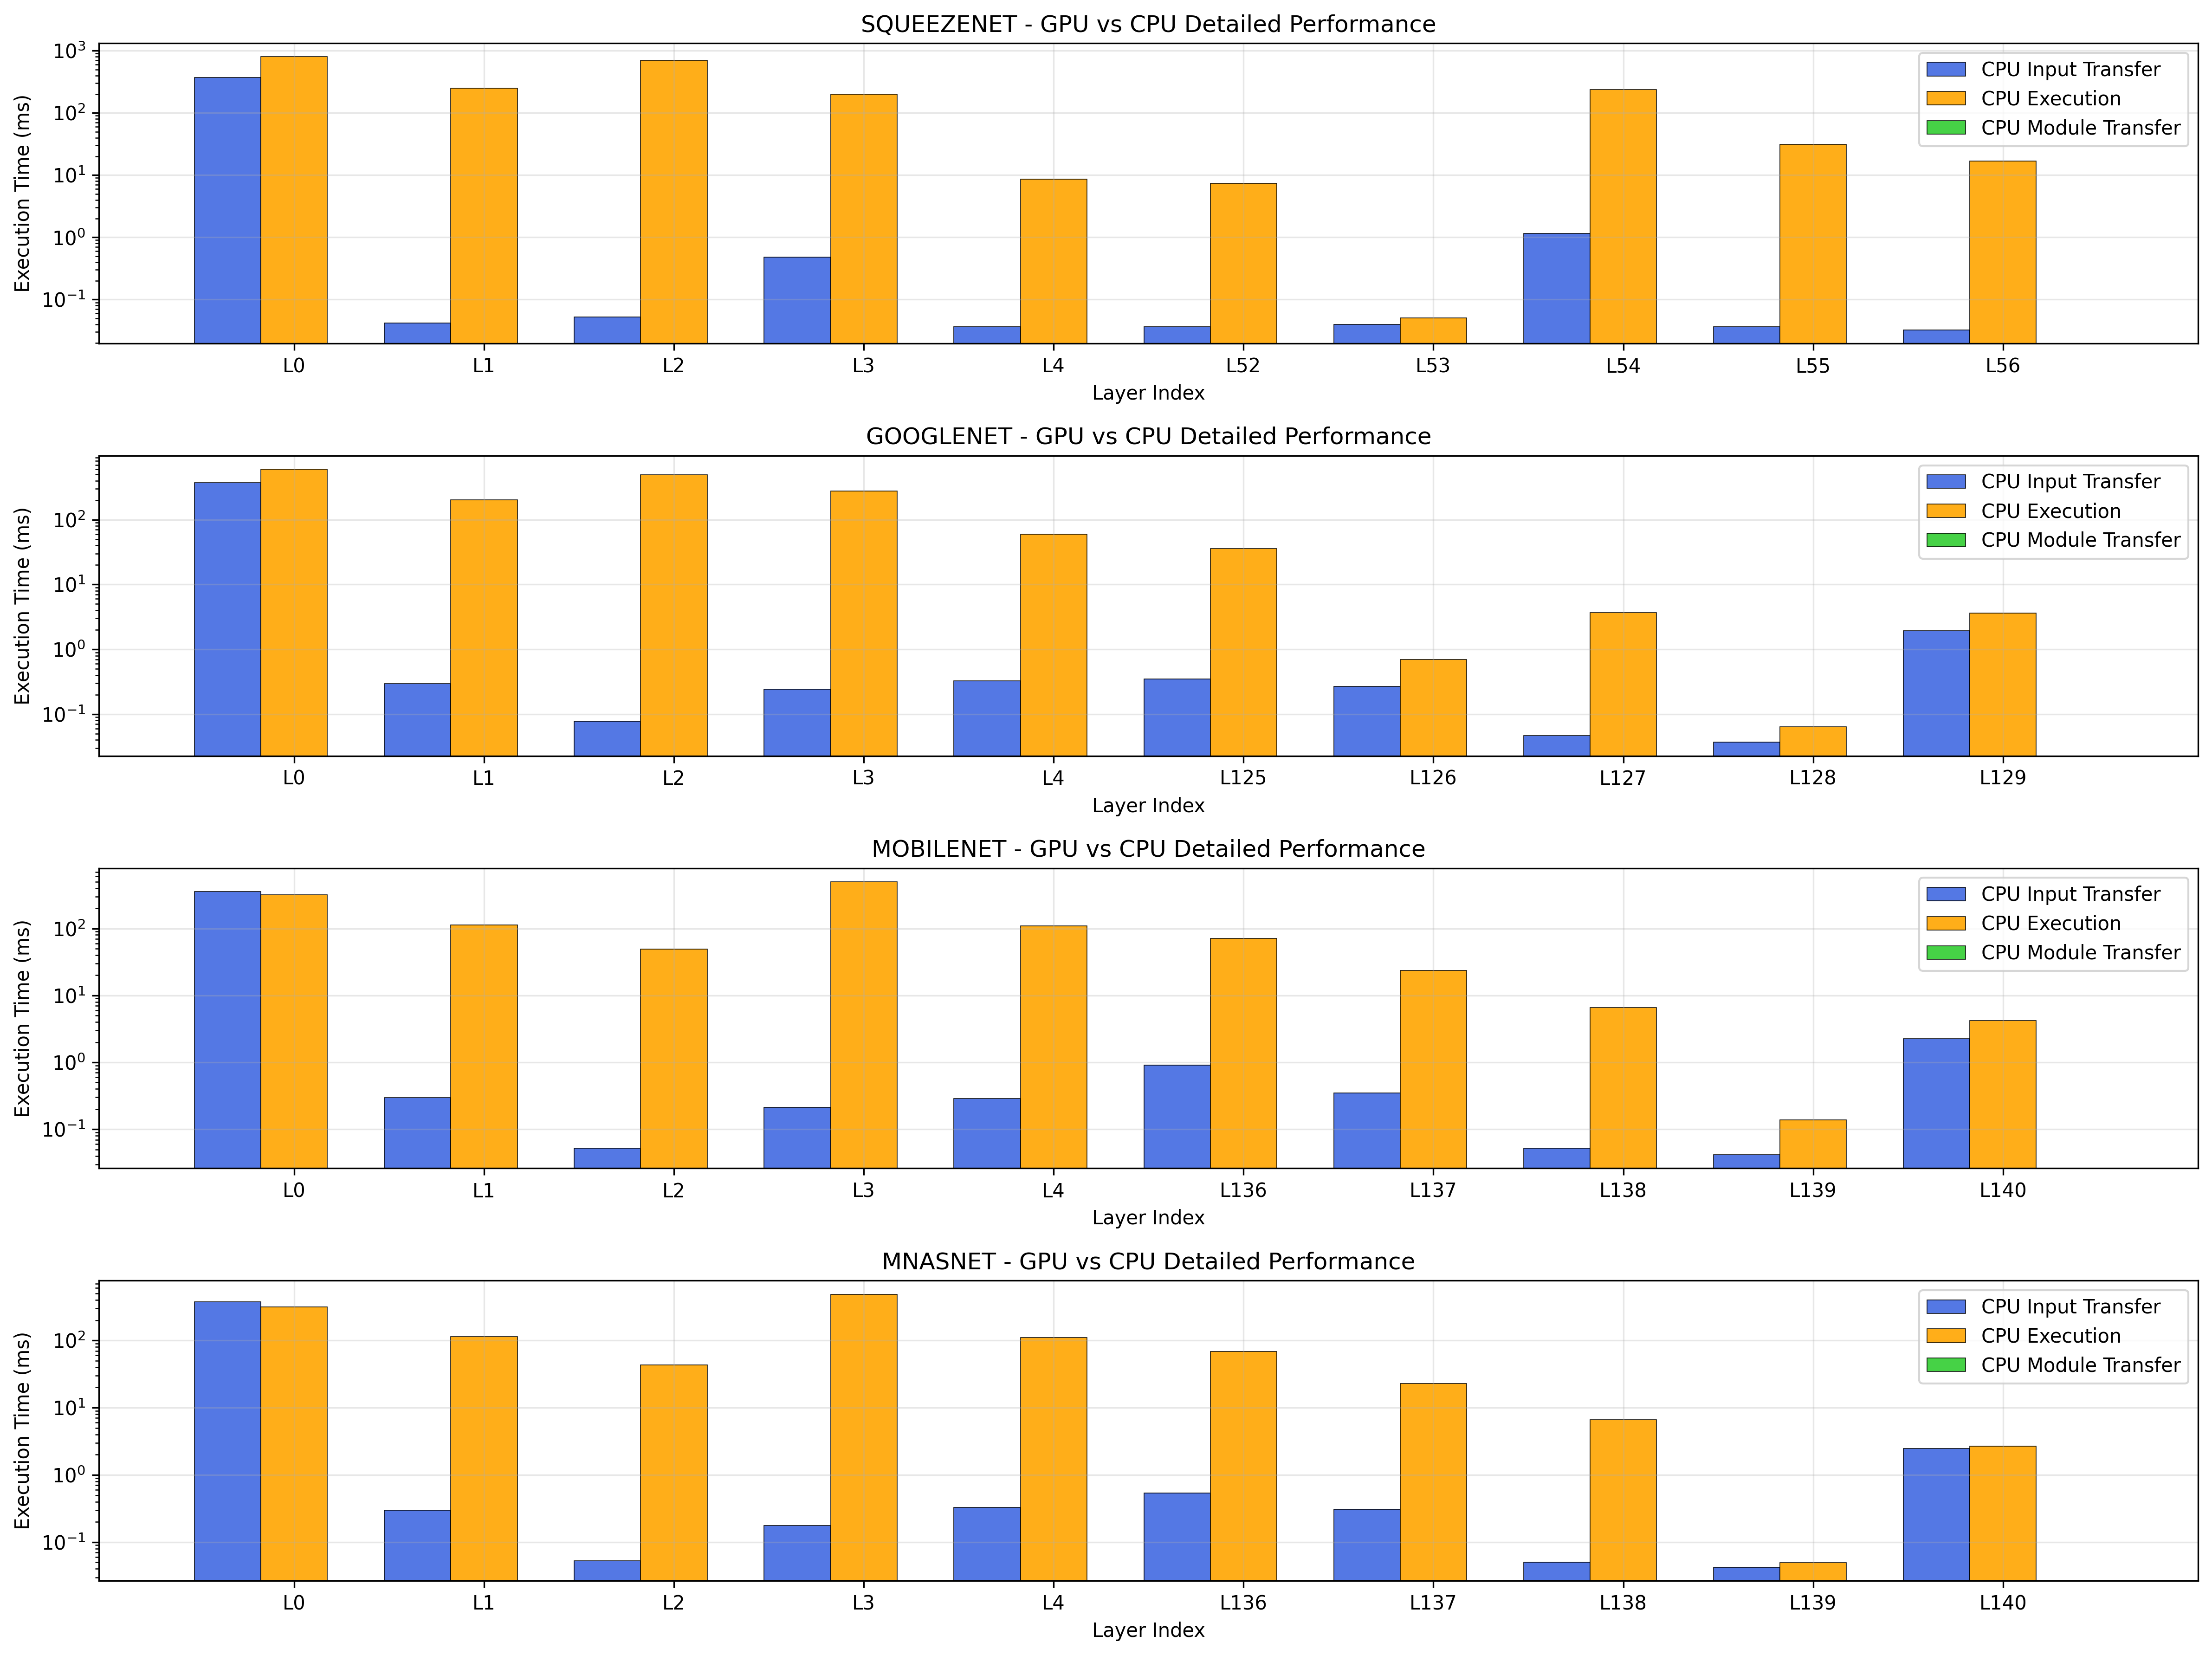 SQUEEZENET - GPU vs CPU Detailed Performance
CPU Input Transfer
CPU Execution
CPU Module Transfer
Execution Time (ms)
10³
10²
10¹
10⁰
10⁻¹
L0 L1 L2 L3 L4 L52 L53 L54 L55 L56
Layer Index
GOOGLENET - GPU vs CPU Detailed Performance
CPU Input Transfer
CPU Execution
CPU Module Transfer
Execution Time (ms)
10²
10¹
10⁰
10⁻¹
L0 L1 L2 L3 L4 L125 L126 L127 L128 L129
Layer Index
MOBILENET - GPU vs CPU Detailed Performance
CPU Input Transfer
CPU Execution
CPU Module Transfer
Execution Time (ms)
10²
10¹
10⁰
10⁻¹
L0 L1 L2 L3 L4 L136 L137 L138 L139 L140
Layer Index
MNASNET - GPU vs CPU Detailed Performance
CPU Input Transfer
CPU Execution
CPU Module Transfer
Execution Time (ms)
10²
10¹
10⁰
10⁻¹
L0 L1 L2 L3 L4 L136 L137 L138 L139 L140
Layer Index